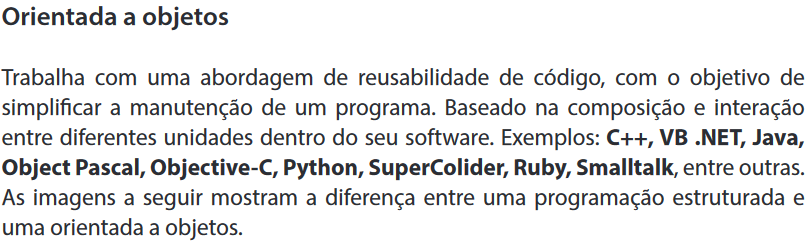 Orientada a objetos
Trabalha com uma abordagem de reusabilidade de código, com o objetivo de
simplificar a manutenção de um programa. Baseado na composição e interação
entre diferentes unidades dentro do seu software. Exemplos: C++, VB .NET, Java,
Object Pascal, Objective-C, Python, SuperColider, Ruby, Smalltalk, entre outras.
As imagens a seguir mostram a diferença entre uma programação estruturada e
uma orientada a objetos.